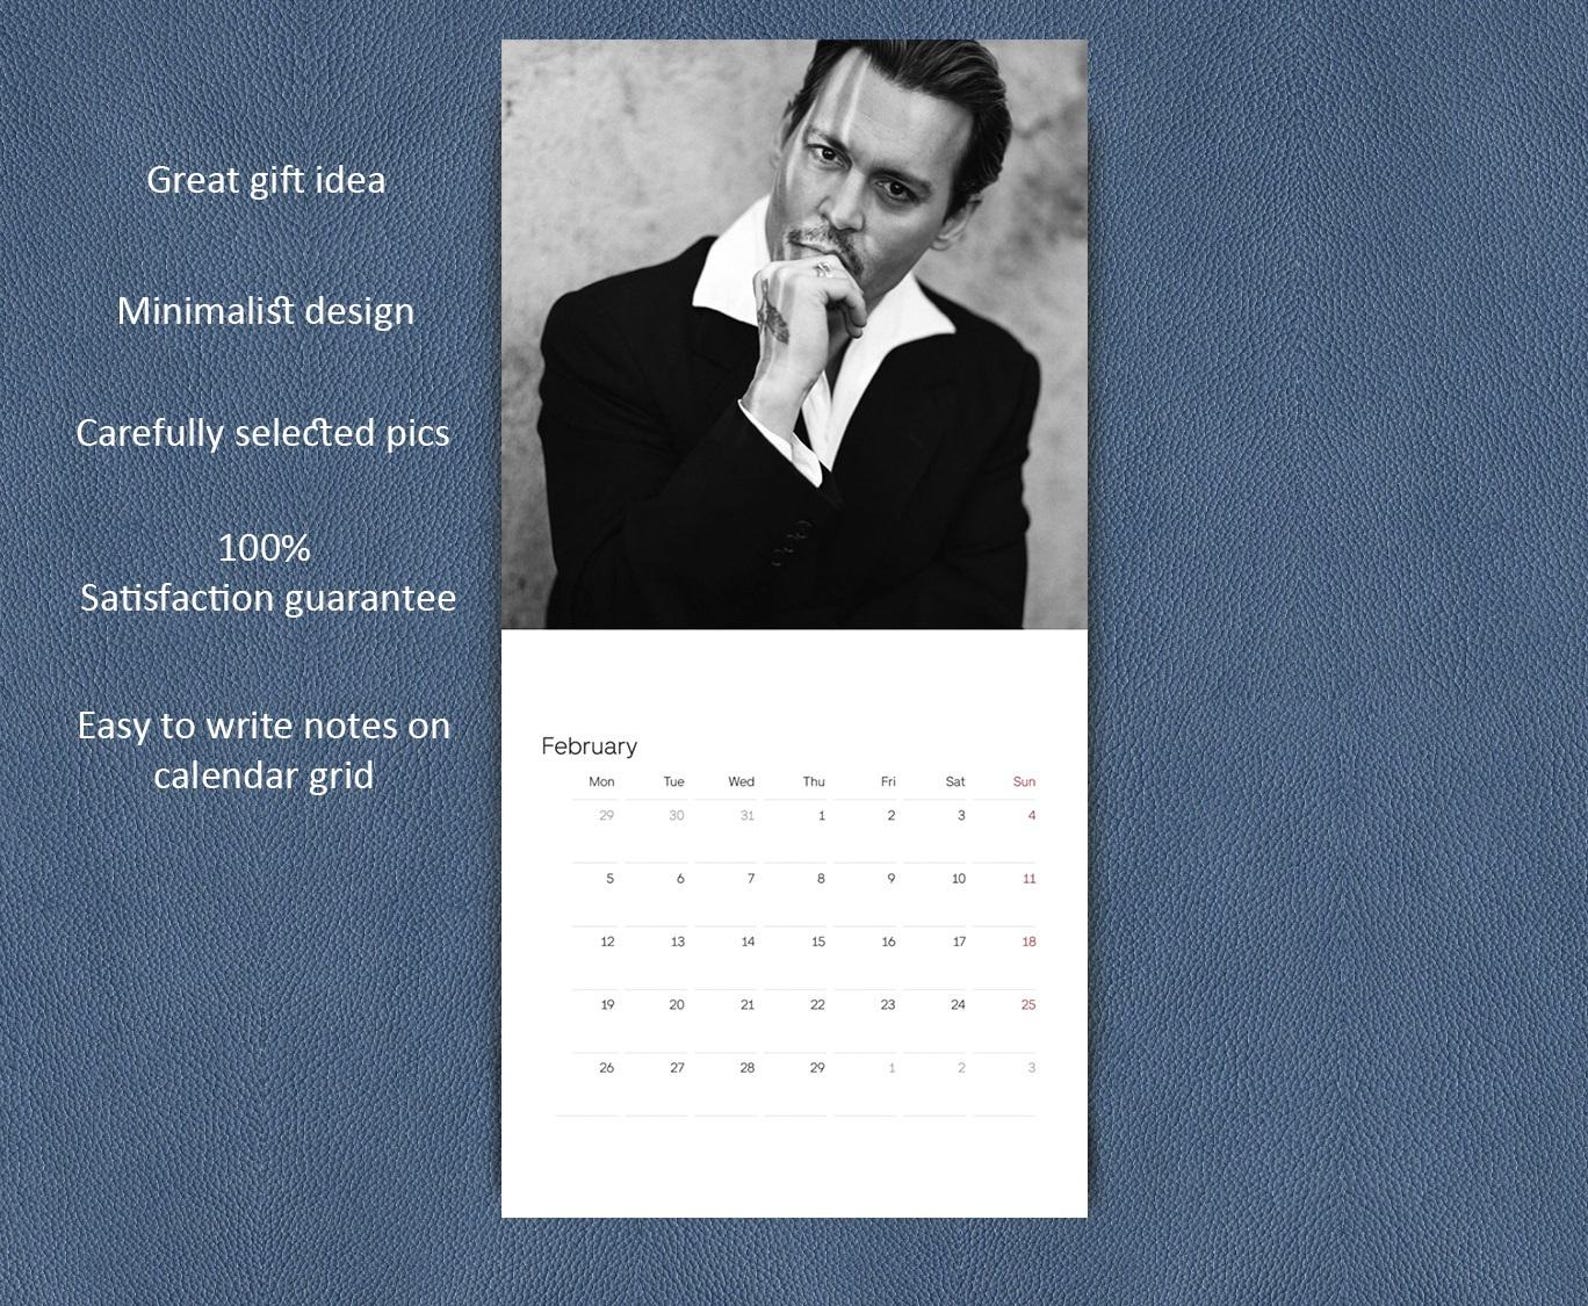 Great gift idea
Minimalist design
Carefully selected pics
100%
Satisfaction guarantee
Easy to write notes on
calendar grid
February
Mon Tue Wed Thu Fri Sat Sun
29 30 31 1 2 3 4
5 6 7 8 9 10 11
12 13 14 15 16 17 18
19 20 21 22 23 24 25
26 27 28 29 1 2 3